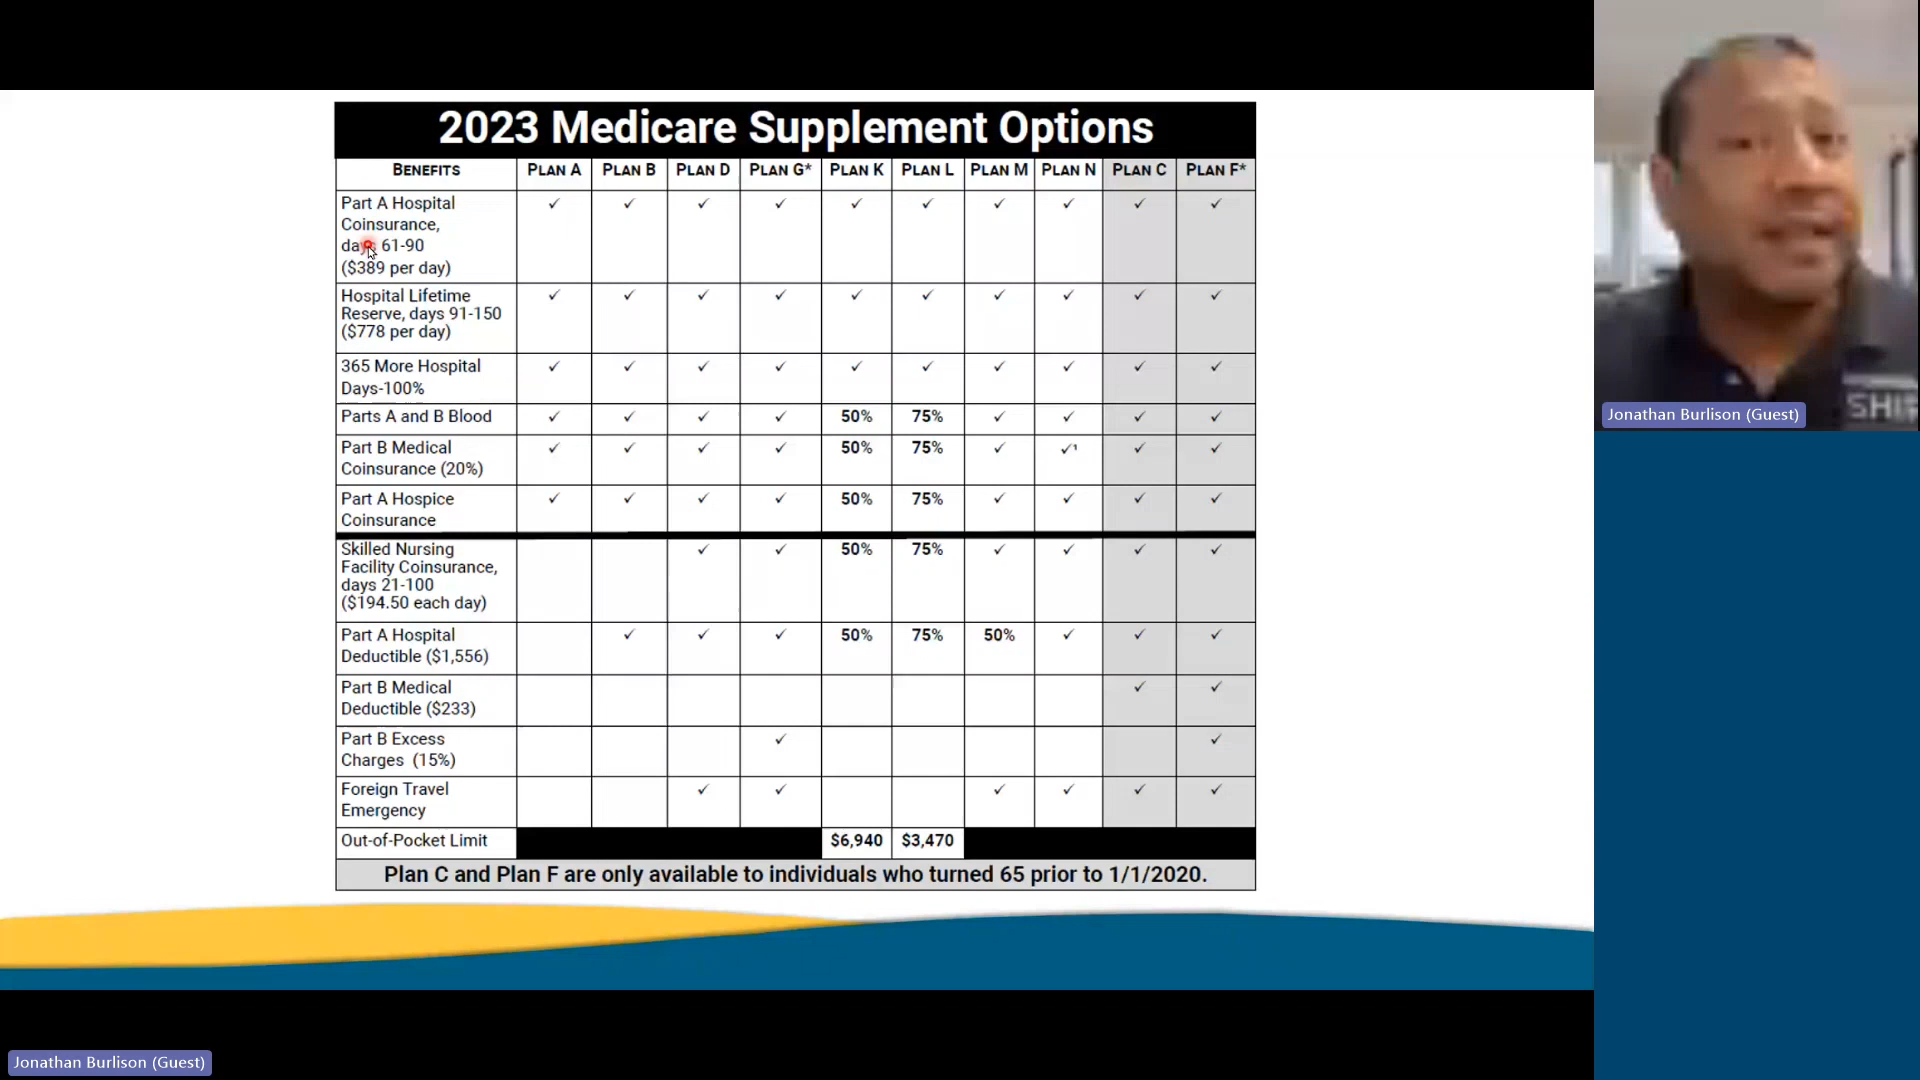 2023 Medicare Supplement Options
BENEFITS PLAN A PLAN B PLAN D PLAN G* PLAN K PLAN L PLAN M PLAN N PLAN C PLAN F*
Part A Hospital
Coinsurance,
days 61-90
($389 per day)
✓ ✓ ✓ ✓ ✓ ✓ ✓ ✓ ✓ ✓
Hospital Lifetime
Reserve, days 91-150
($778 per day)
✓ ✓ ✓ ✓ ✓ ✓ ✓ ✓ ✓ ✓
365 More Hospital
Days-100%
✓ ✓ ✓ ✓ ✓ ✓ ✓ ✓ ✓ ✓
Parts A and B Blood ✓ ✓ ✓ ✓ 50% 75% ✓ ✓ ✓ ✓
Part B Medical
Coinsurance (20%)
✓ ✓ ✓ ✓ 50% 75% ✓ ✓¹ ✓ ✓
Part A Hospice
Coinsurance
✓ ✓ ✓ ✓ 50% 75% ✓ ✓ ✓ ✓
Skilled Nursing
Facility Coinsurance,
days 21-100
($194.50 each day)
✓ ✓ 50% 75% ✓ ✓ ✓ ✓
Part A Hospital
Deductible ($1,556)
✓ ✓ ✓ 50% 75% 50% ✓ ✓ ✓
Part B Medical
Deductible ($233)
✓ ✓
Part B Excess
Charges (15%)
✓ ✓
Foreign Travel
Emergency
✓ ✓ ✓ ✓ ✓ ✓
Out-of-Pocket Limit $6,940 $3,470
Plan C and Plan F are only available to individuals who turned 65 prior to 1/1/2020.
SHIP
Jonathan Burlison (Guest)
Jonathan Burlison (Guest)